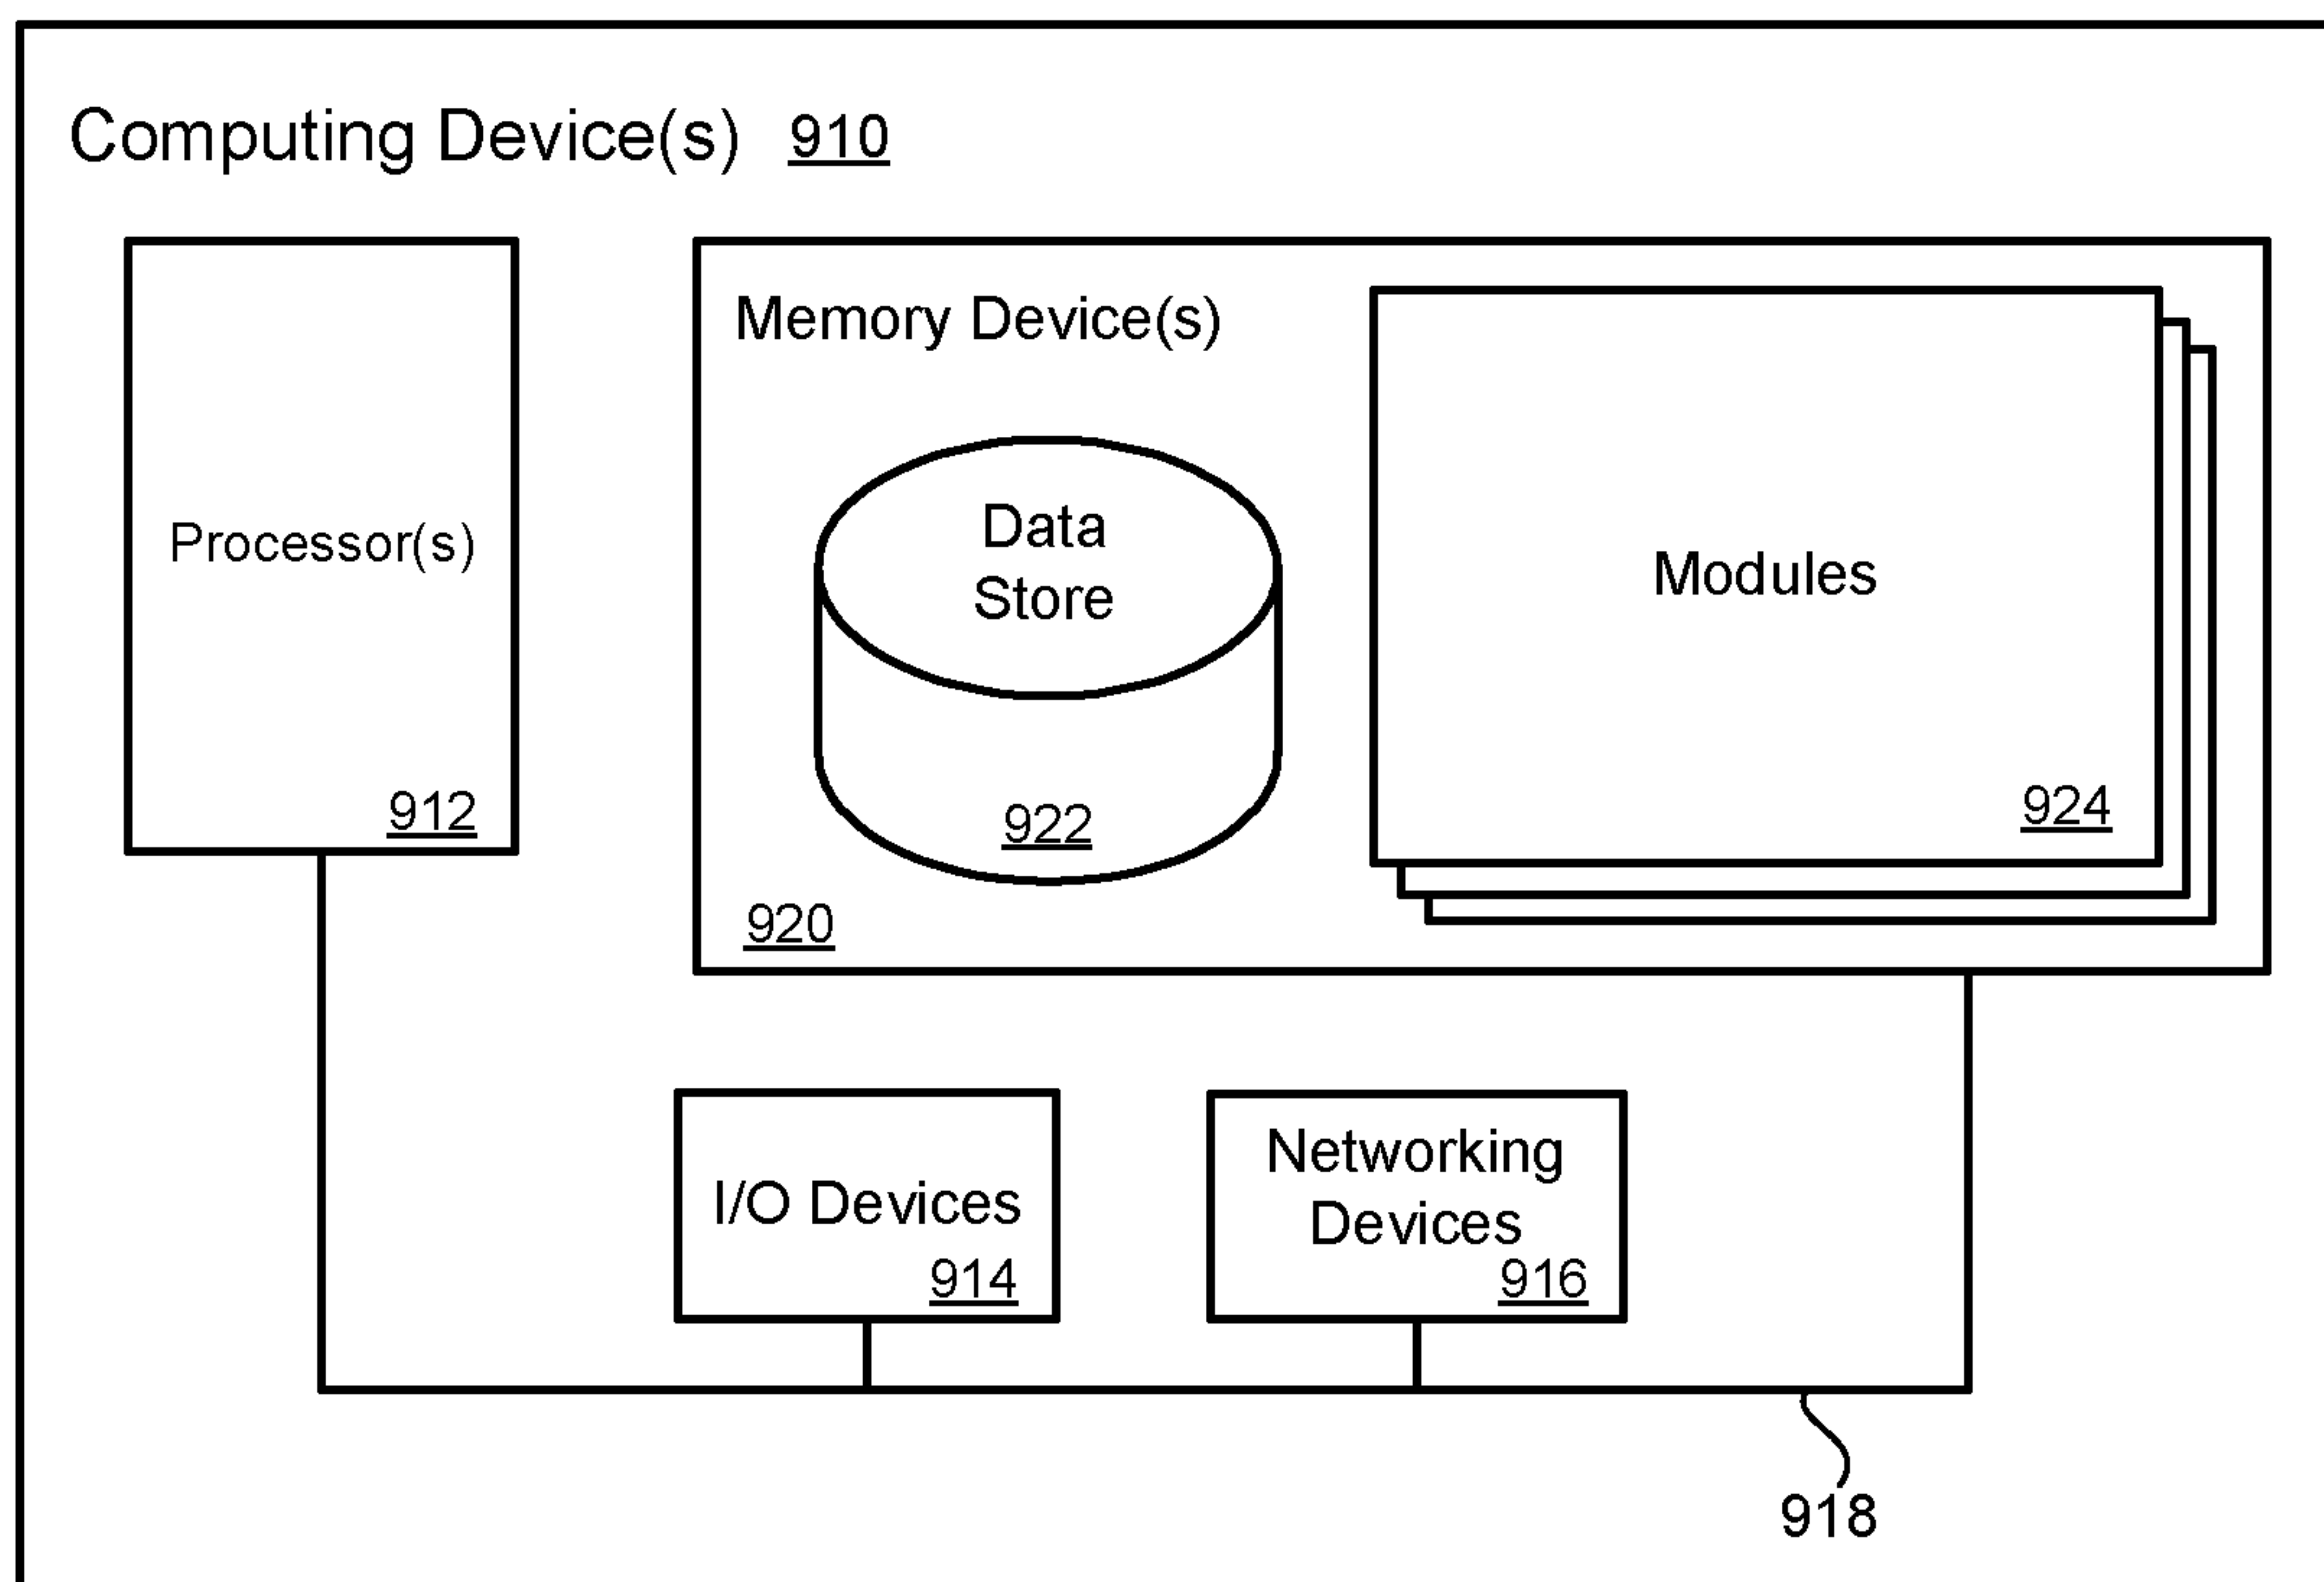 Computing Device(s) 910
Processor(s)
912
Memory Device(s)
Data
Store
922
920
Modules
924
I/O Devices
914
Networking
Devices
916
918